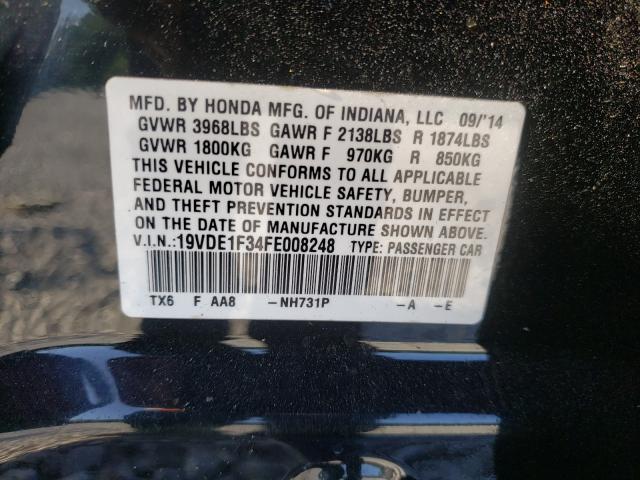 MFD. BY HONDA MFG. OF INDIANA, LLC 09/'14
GVWR 3968LBS GAWR F 2138LBS R 1874LBS
GVWR 1800KG GAWR F 970KG R 850KG
THIS VEHICLE CONFORMS TO ALL APPLICABLE
FEDERAL MOTOR VEHICLE SAFETY, BUMPER,
AND THEFT PREVENTION STANDARDS IN EFFECT
ON THE DATE OF MANUFACTURE SHOWN ABOVE.
V.I.N.:19VDE1F34FE008248 TYPE: PASSENGER CAR
TX6 F AA8 -NH731P -A -E